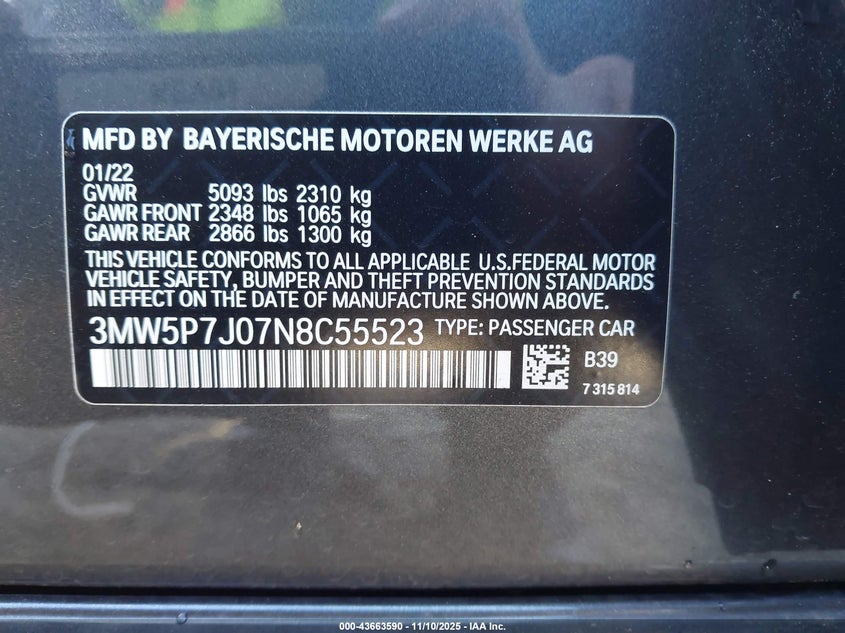 MFD BY BAYERISCHE MOTOREN WERKE AG
01/22
GVWR 5093 lbs 2310 kg
GAWR FRONT 2348 lbs 1065 kg
GAWR REAR 2866 lbs 1300 kg
THIS VEHICLE CONFORMS TO ALL APPLICABLE U.S.FEDERAL MOTOR
VEHICLE SAFETY, BUMPER AND THEFT PREVENTION STANDARDS
IN EFFECT ON THE DATE OF MANUFACTURE SHOWN ABOVE.
3MW5P7J07N8C55523 TYPE: PASSENGER CAR
B39
7 315 814
000-43663590 - 11/10/2025 - IAA Inc.